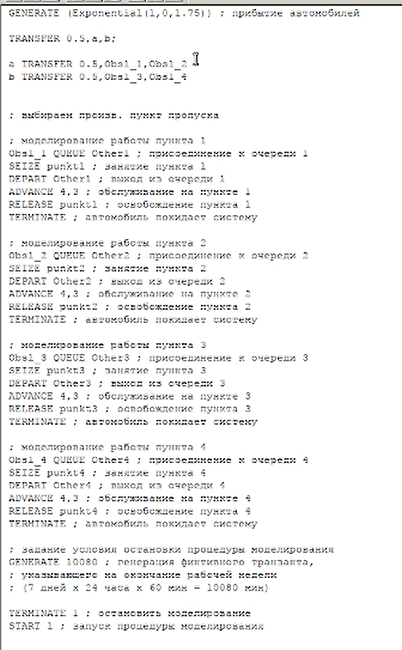 GENERATE (Exponential(1,0,1.75)) ; прибытие автомобилей
TRANSFER 0.5,a,b;
a TRANSFER 0.5,Obsl_1,Obsl_2
b TRANSFER 0.5,Obsl_3,Obsl_4
; выбираем произв. пункт пропуска
; моделирование работы пункта 1
Obsl_1 QUEUE Other1 ; присоединение к очереди 1
SEIZE punkt1 ; занятие пункта 1
DEPART Other1 ; выход из очереди 1
ADVANCE 4,3 ; обслуживание на пункте 1
RELEASE punkt1 ; освобождение пункта 1
TERMINATE ; автомобиль покидает систему
; моделирование работы пункта 2
Obsl_2 QUEUE Other2 ; присоединение к очереди 2
SEIZE punkt2 ; занятие пункта 2
DEPART Other2 ; выход из очереди 2
ADVANCE 4,3 ; обслуживание на пункте 2
RELEASE punkt2 ; освобождение пункта 2
TERMINATE ; автомобиль покидает систему
; моделирование работы пункта 3
Obsl_3 QUEUE Other3 ; присоединение к очереди 3
SEIZE punkt3 ; занятие пункта 3
DEPART Other3 ; выход из очереди 3
ADVANCE 4,3 ; обслуживание на пункте 3
RELEASE punkt3 ; освобождение пункта 3
TERMINATE ; автомобиль покидает систему
; моделирование работы пункта 4
Obsl_4 QUEUE Other4 ; присоединение к очереди 4
SEIZE punkt4 ; занятие пункта 4
DEPART Other4 ; выход из очереди 4
ADVANCE 4,3 ; обслуживание на пункте 4
RELEASE punkt4 ; освобождение пункта 4
TERMINATE ; автомобиль покидает систему
; задание условия остановки процедуры моделирования
GENERATE 10080 ; генерация фиктивного транзакта,
; указывающего на окончание рабочей недели
; (7 дней x 24 часа x 60 мин = 10080 мин)
TERMINATE 1 ; остановить моделирование
START 1 ; запуск процедуры моделирования